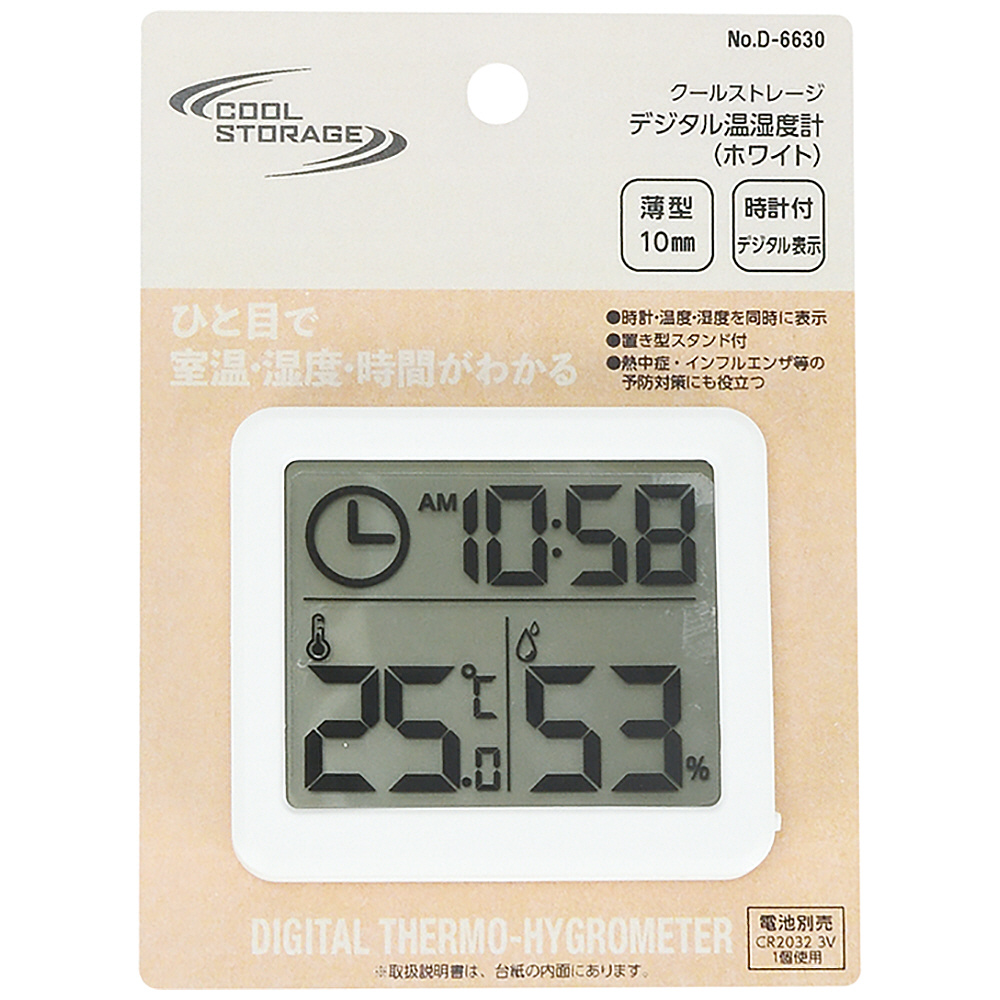 No.D-6630
COOL
STORAGE
クールストレージ
デジタル温湿度計
(ホワイト)
薄型
10mm
時計付
デジタル表示
ひと目で
室温・湿度・時間がわかる
●時計・温度・湿度を同時に表示
●置き型スタンド付
●熱中症・インフルエンザ等の
予防対策にも役立つ
AM 10:58
25.0 ℃
53 %
DIGITAL THERMO-HYGROMETER
電池別売
CR2032 3V
1個使用
※取扱説明書は、台紙の内面にあります。